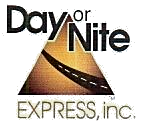 Day or
Nite
EXPRESS, inc.